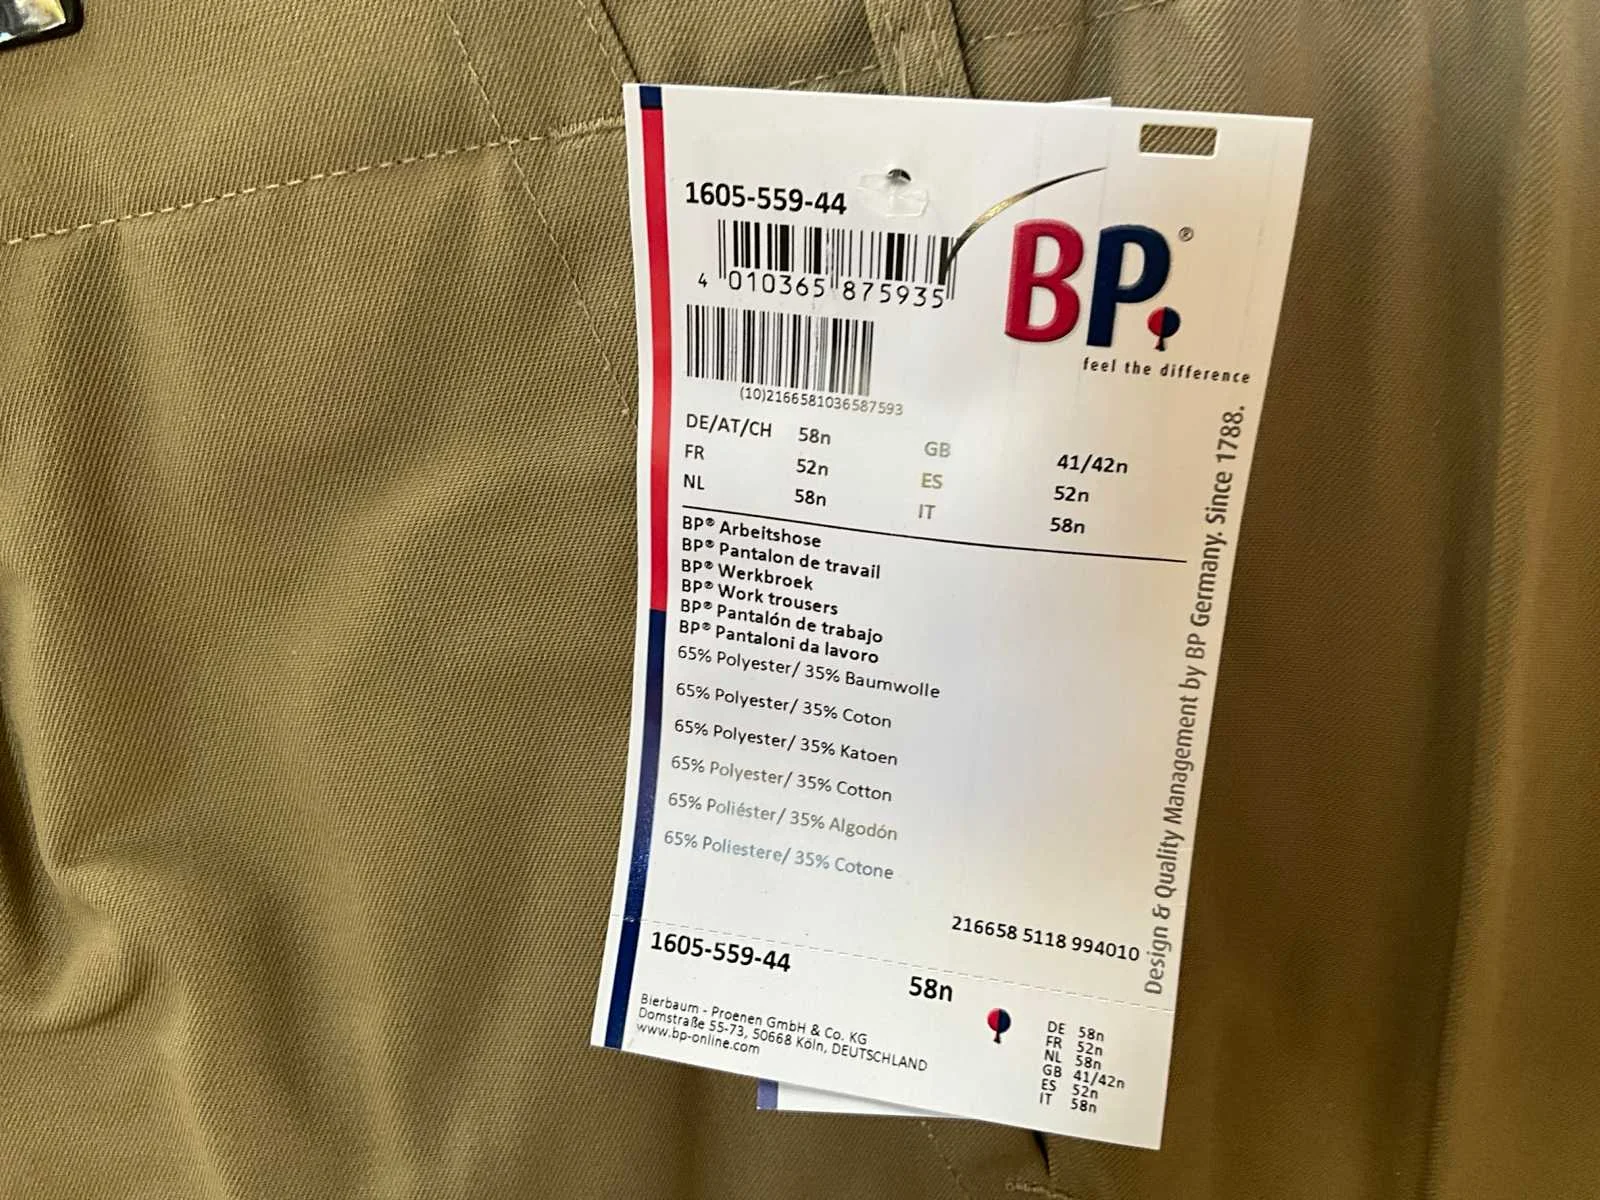 1605-559-44
4 010365 875935
(10)2166581036587593
BP®
feel the difference
DE/AT/CH 58n GB 41/42n
FR 52n ES 52n
NL 58n IT 58n
BP® Arbeitshose
BP® Pantalon de travail
BP® Werkbroek
BP® Work trousers
BP® Pantalón de trabajo
BP® Pantaloni da lavoro
65% Polyester/ 35% Baumwolle
65% Polyester/ 35% Coton
65% Polyester/ 35% Katoen
65% Polyester/ 35% Cotton
65% Poliéster/ 35% Algodón
65% Poliestere/ 35% Cotone
216658 5118 994010
Design & Quality Management by BP Germany. Since 1788.
1605-559-44
58n
Bierbaum - Proenen GmbH & Co. KG
Domstraße 55-73, 50668 Köln, DEUTSCHLAND
www.bp-online.com
DE 58n
FR 52n
NL 58n
GB 41/42n
ES 52n
IT 58n